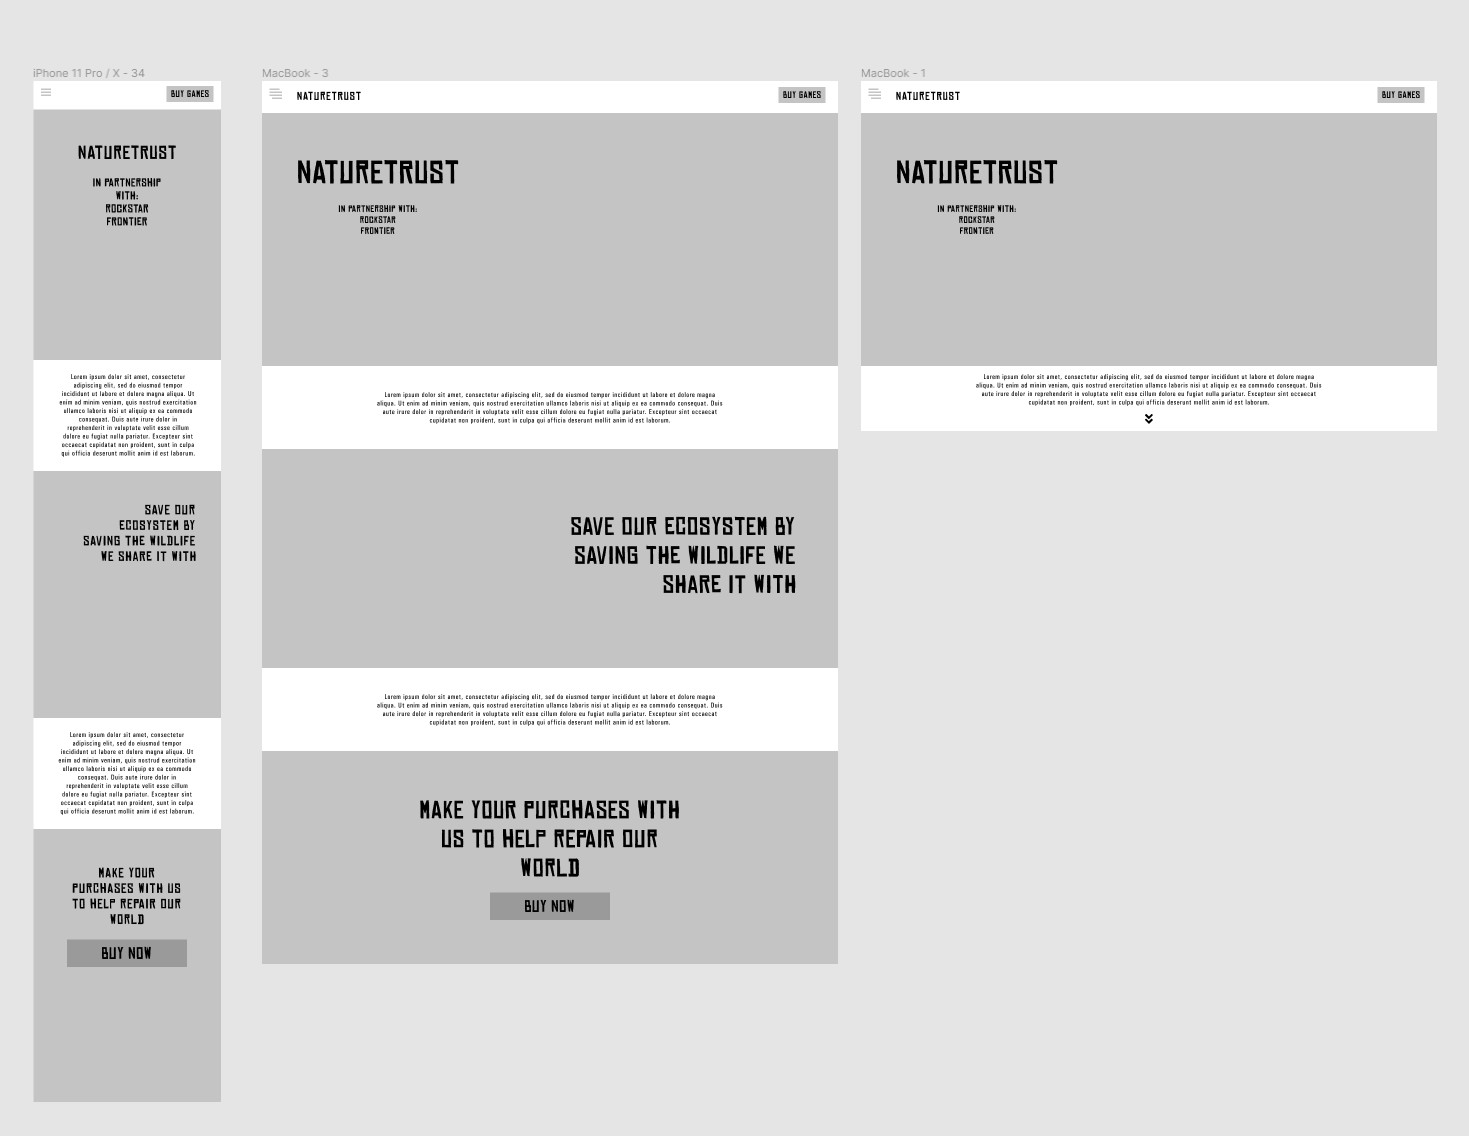 iPhone 11 Pro / X - 34
BUY GAMES
NATURETRUST
IN PARTNERSHIP
WITH:
ROCKSTAR
FRONTIER
Lorem ipsum dolor sit amet, consectetur
adipiscing elit, sed do eiusmod tempor
incididunt ut labore et dolore magna aliqua. Ut
enim ad minim veniam, quis nostrud exercitation
ullamco laboris nisi ut aliquip ex ea commodo
consequat. Duis aute irure dolor in
reprehenderit in voluptate velit esse cillum
dolore eu fugiat nulla pariatur. Excepteur sint
occaecat cupidatat non proident, sunt in culpa
qui officia deserunt mollit anim id est laborum.
SAVE OUR
ECOSYSTEM BY
SAVING THE WILDLIFE
WE SHARE IT WITH
Lorem ipsum dolor sit amet, consectetur
adipiscing elit, sed do eiusmod tempor
incididunt ut labore et dolore magna aliqua. Ut
enim ad minim veniam, quis nostrud exercitation
ullamco laboris nisi ut aliquip ex ea commodo
consequat. Duis aute irure dolor in
reprehenderit in voluptate velit esse cillum
dolore eu fugiat nulla pariatur. Excepteur sint
occaecat cupidatat non proident, sunt in culpa
qui officia deserunt mollit anim id est laborum.
MAKE YOUR
PURCHASES WITH US
TO HELP REPAIR OUR
WORLD
BUY NOW
MacBook - 3
NATURETRUST
BUY GAMES
NATURETRUST
IN PARTNERSHIP WITH:
ROCKSTAR
FRONTIER
Lorem ipsum dolor sit amet, consectetur adipiscing elit, sed do eiusmod tempor incididunt ut labore et dolore magna
aliqua. Ut enim ad minim veniam, quis nostrud exercitation ullamco laboris nisi ut aliquip ex ea commodo consequat. Duis
aute irure dolor in reprehenderit in voluptate velit esse cillum dolore eu fugiat nulla pariatur. Excepteur sint occaecat
cupidatat non proident, sunt in culpa qui officia deserunt mollit anim id est laborum.
SAVE OUR ECOSYSTEM BY
SAVING THE WILDLIFE WE
SHARE IT WITH
Lorem ipsum dolor sit amet, consectetur adipiscing elit, sed do eiusmod tempor incididunt ut labore et dolore magna
aliqua. Ut enim ad minim veniam, quis nostrud exercitation ullamco laboris nisi ut aliquip ex ea commodo consequat. Duis
aute irure dolor in reprehenderit in voluptate velit esse cillum dolore eu fugiat nulla pariatur. Excepteur sint occaecat
cupidatat non proident, sunt in culpa qui officia deserunt mollit anim id est laborum.
MAKE YOUR PURCHASES WITH
US TO HELP REPAIR OUR
WORLD
BUY NOW
MacBook - 1
NATURETRUST
BUY GAMES
NATURETRUST
IN PARTNERSHIP WITH:
ROCKSTAR
FRONTIER
Lorem ipsum dolor sit amet, consectetur adipiscing elit, sed do eiusmod tempor incididunt ut labore et dolore magna
aliqua. Ut enim ad minim veniam, quis nostrud exercitation ullamco laboris nisi ut aliquip ex ea commodo consequat. Duis
aute irure dolor in reprehenderit in voluptate velit esse cillum dolore eu fugiat nulla pariatur. Excepteur sint occaecat
cupidatat non proident, sunt in culpa qui officia deserunt mollit anim id est laborum.